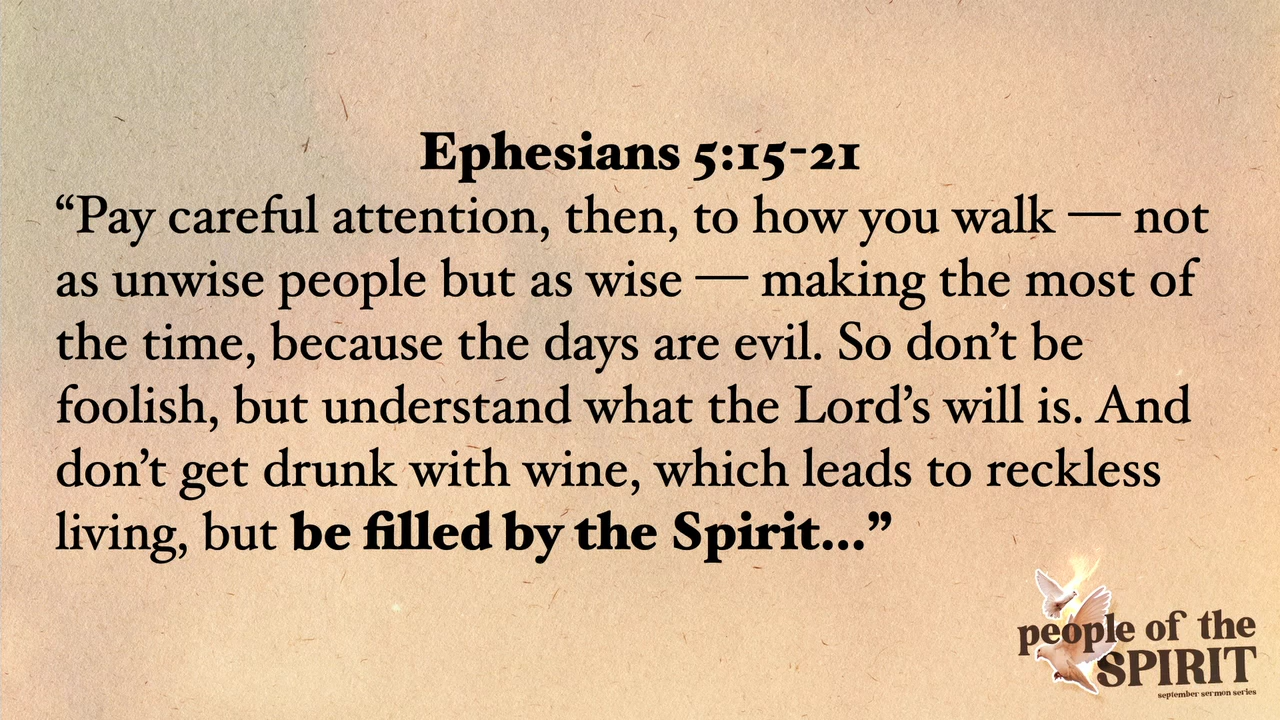 Ephesians 5:15-21
“Pay careful attention, then, to how you walk — not
as unwise people but as wise — making the most of
the time, because the days are evil. So don’t be
foolish, but understand what the Lord’s will is. And
don’t get drunk with wine, which leads to reckless
living, but be filled by the Spirit...”
people of the
SPIRIT
september sermon series